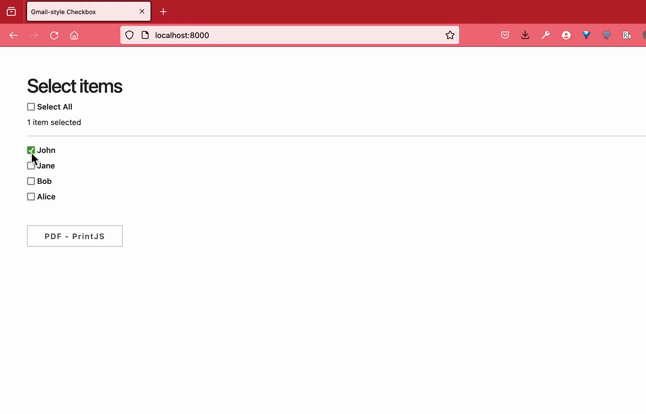 Gmail-style Checkbox
localhost:8000
Select items
Select All
1 item selected
John
Jane
Bob
Alice
PDF - PrintJS